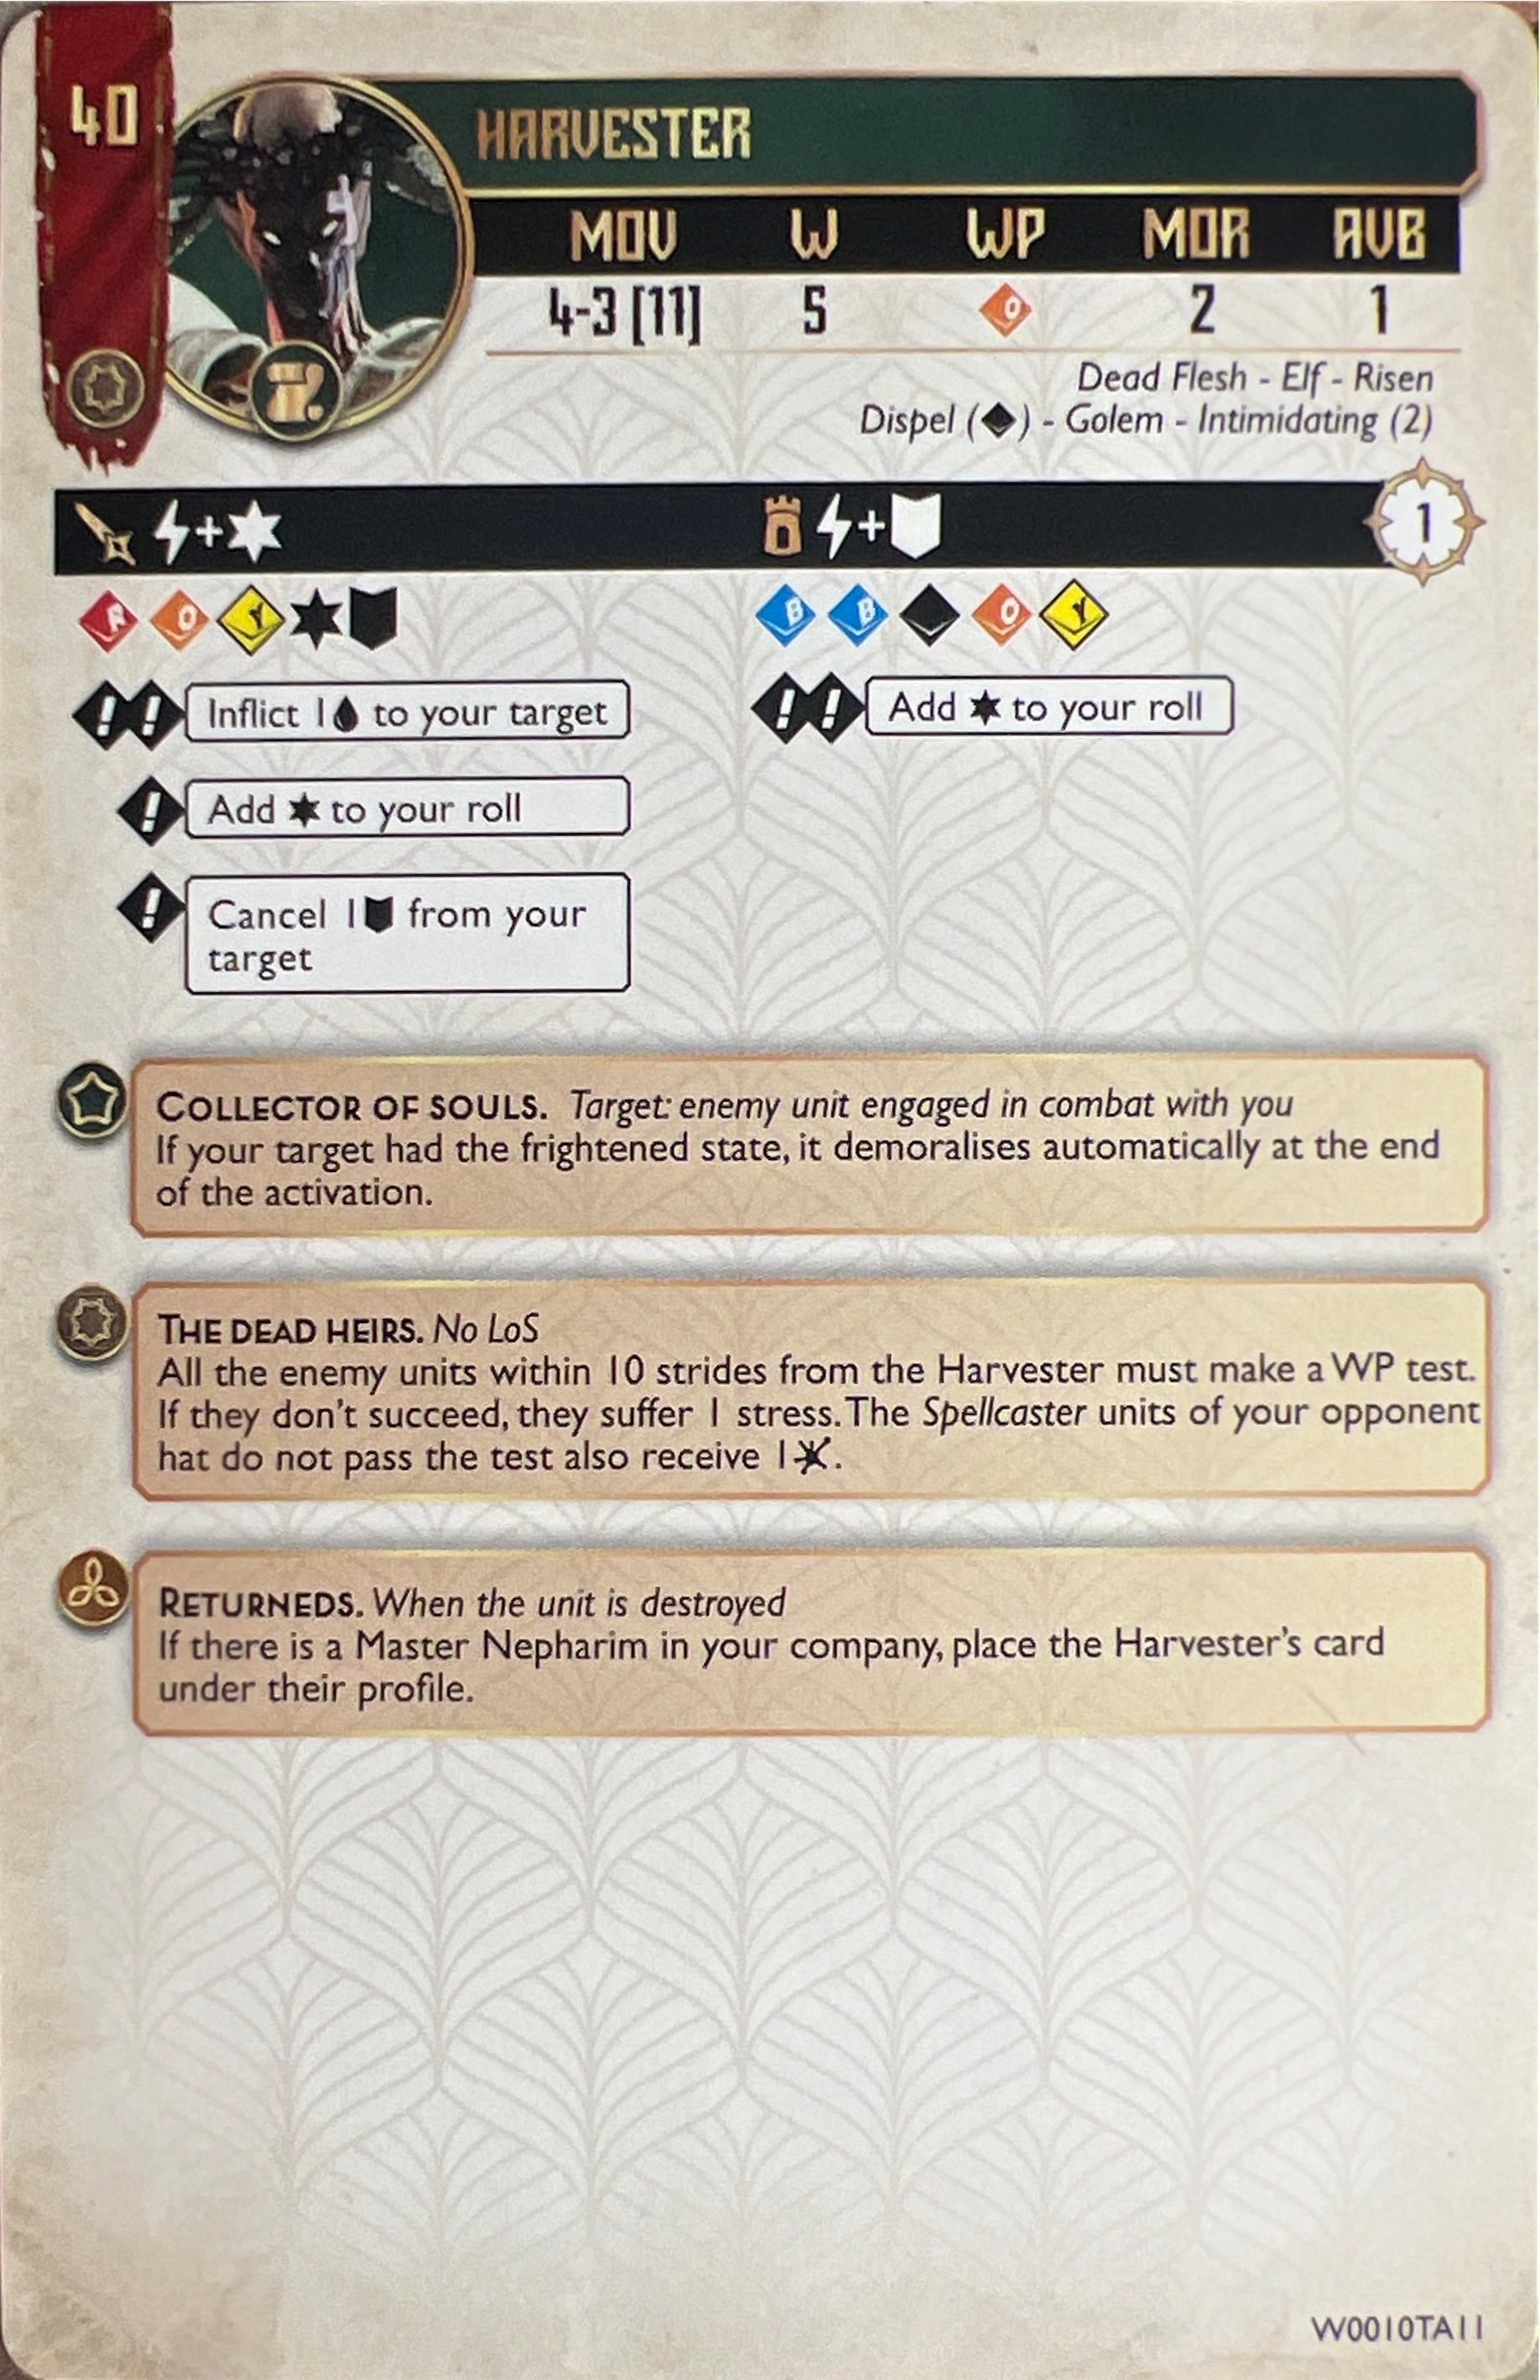 40
HARVESTER
MOV W WP MOR AVB
4-3 [11] 5 O 2 1
Dead Flesh - Elf - Risen
Dispel ( ) - Golem - Intimidating (2)
+ + 1
R O Y B B O Y
!! Inflict 1 to your target !! Add to your roll
! Add to your roll
! Cancel 1 from your
target
COLLECTOR OF SOULS. Target: enemy unit engaged in combat with you
If your target had the frightened state, it demoralises automatically at the end
of the activation.
THE DEAD HEIRS. No LoS
All the enemy units within 10 strides from the Harvester must make a WP test.
If they don't succeed, they suffer 1 stress. The Spellcaster units of your opponent
hat do not pass the test also receive 1 .
RETURNEDS. When the unit is destroyed
If there is a Master Nepharim in your company, place the Harvester's card
under their profile.
W0010TA11